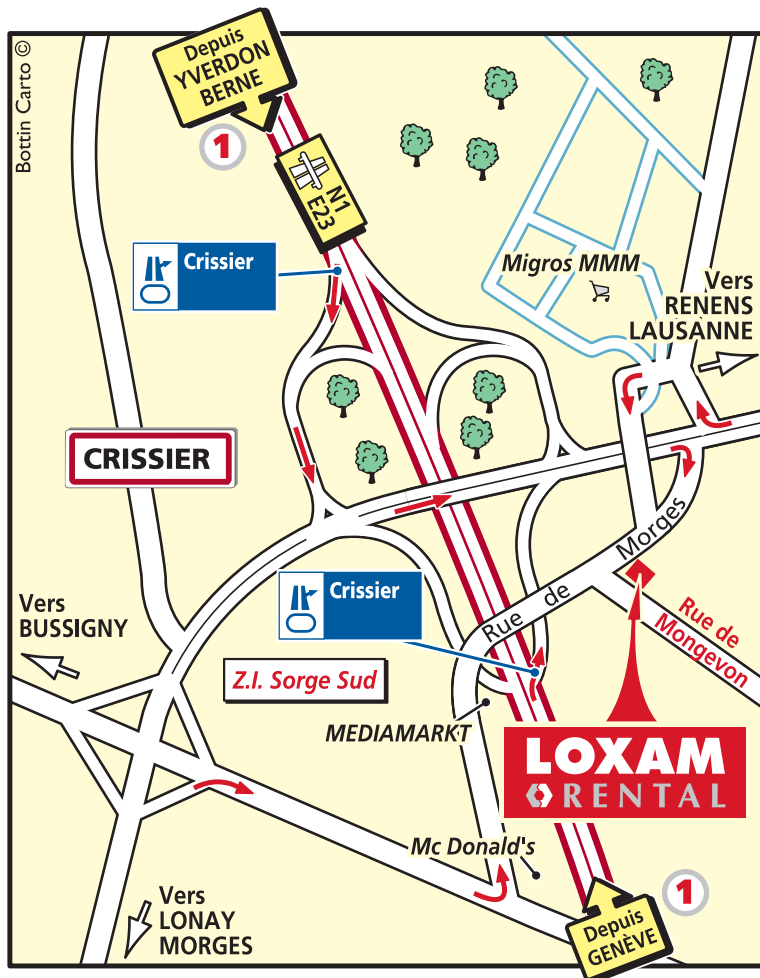 Bottin Carto ©
Depuis
YVERDON
BERNE
1
N1
E23
Crissier
Migros MMM
Vers
RENENS
LAUSANNE
CRISSIER
Rue de Morges
Crissier
Vers
BUSSIGNY
Rue de
Mongevon
Z.I. Sorge Sud
MEDIAMARKT
LOXAM
RENTAL
Mc Donald's
Vers
LONAY
MORGES
1
Depuis
GENÈVE